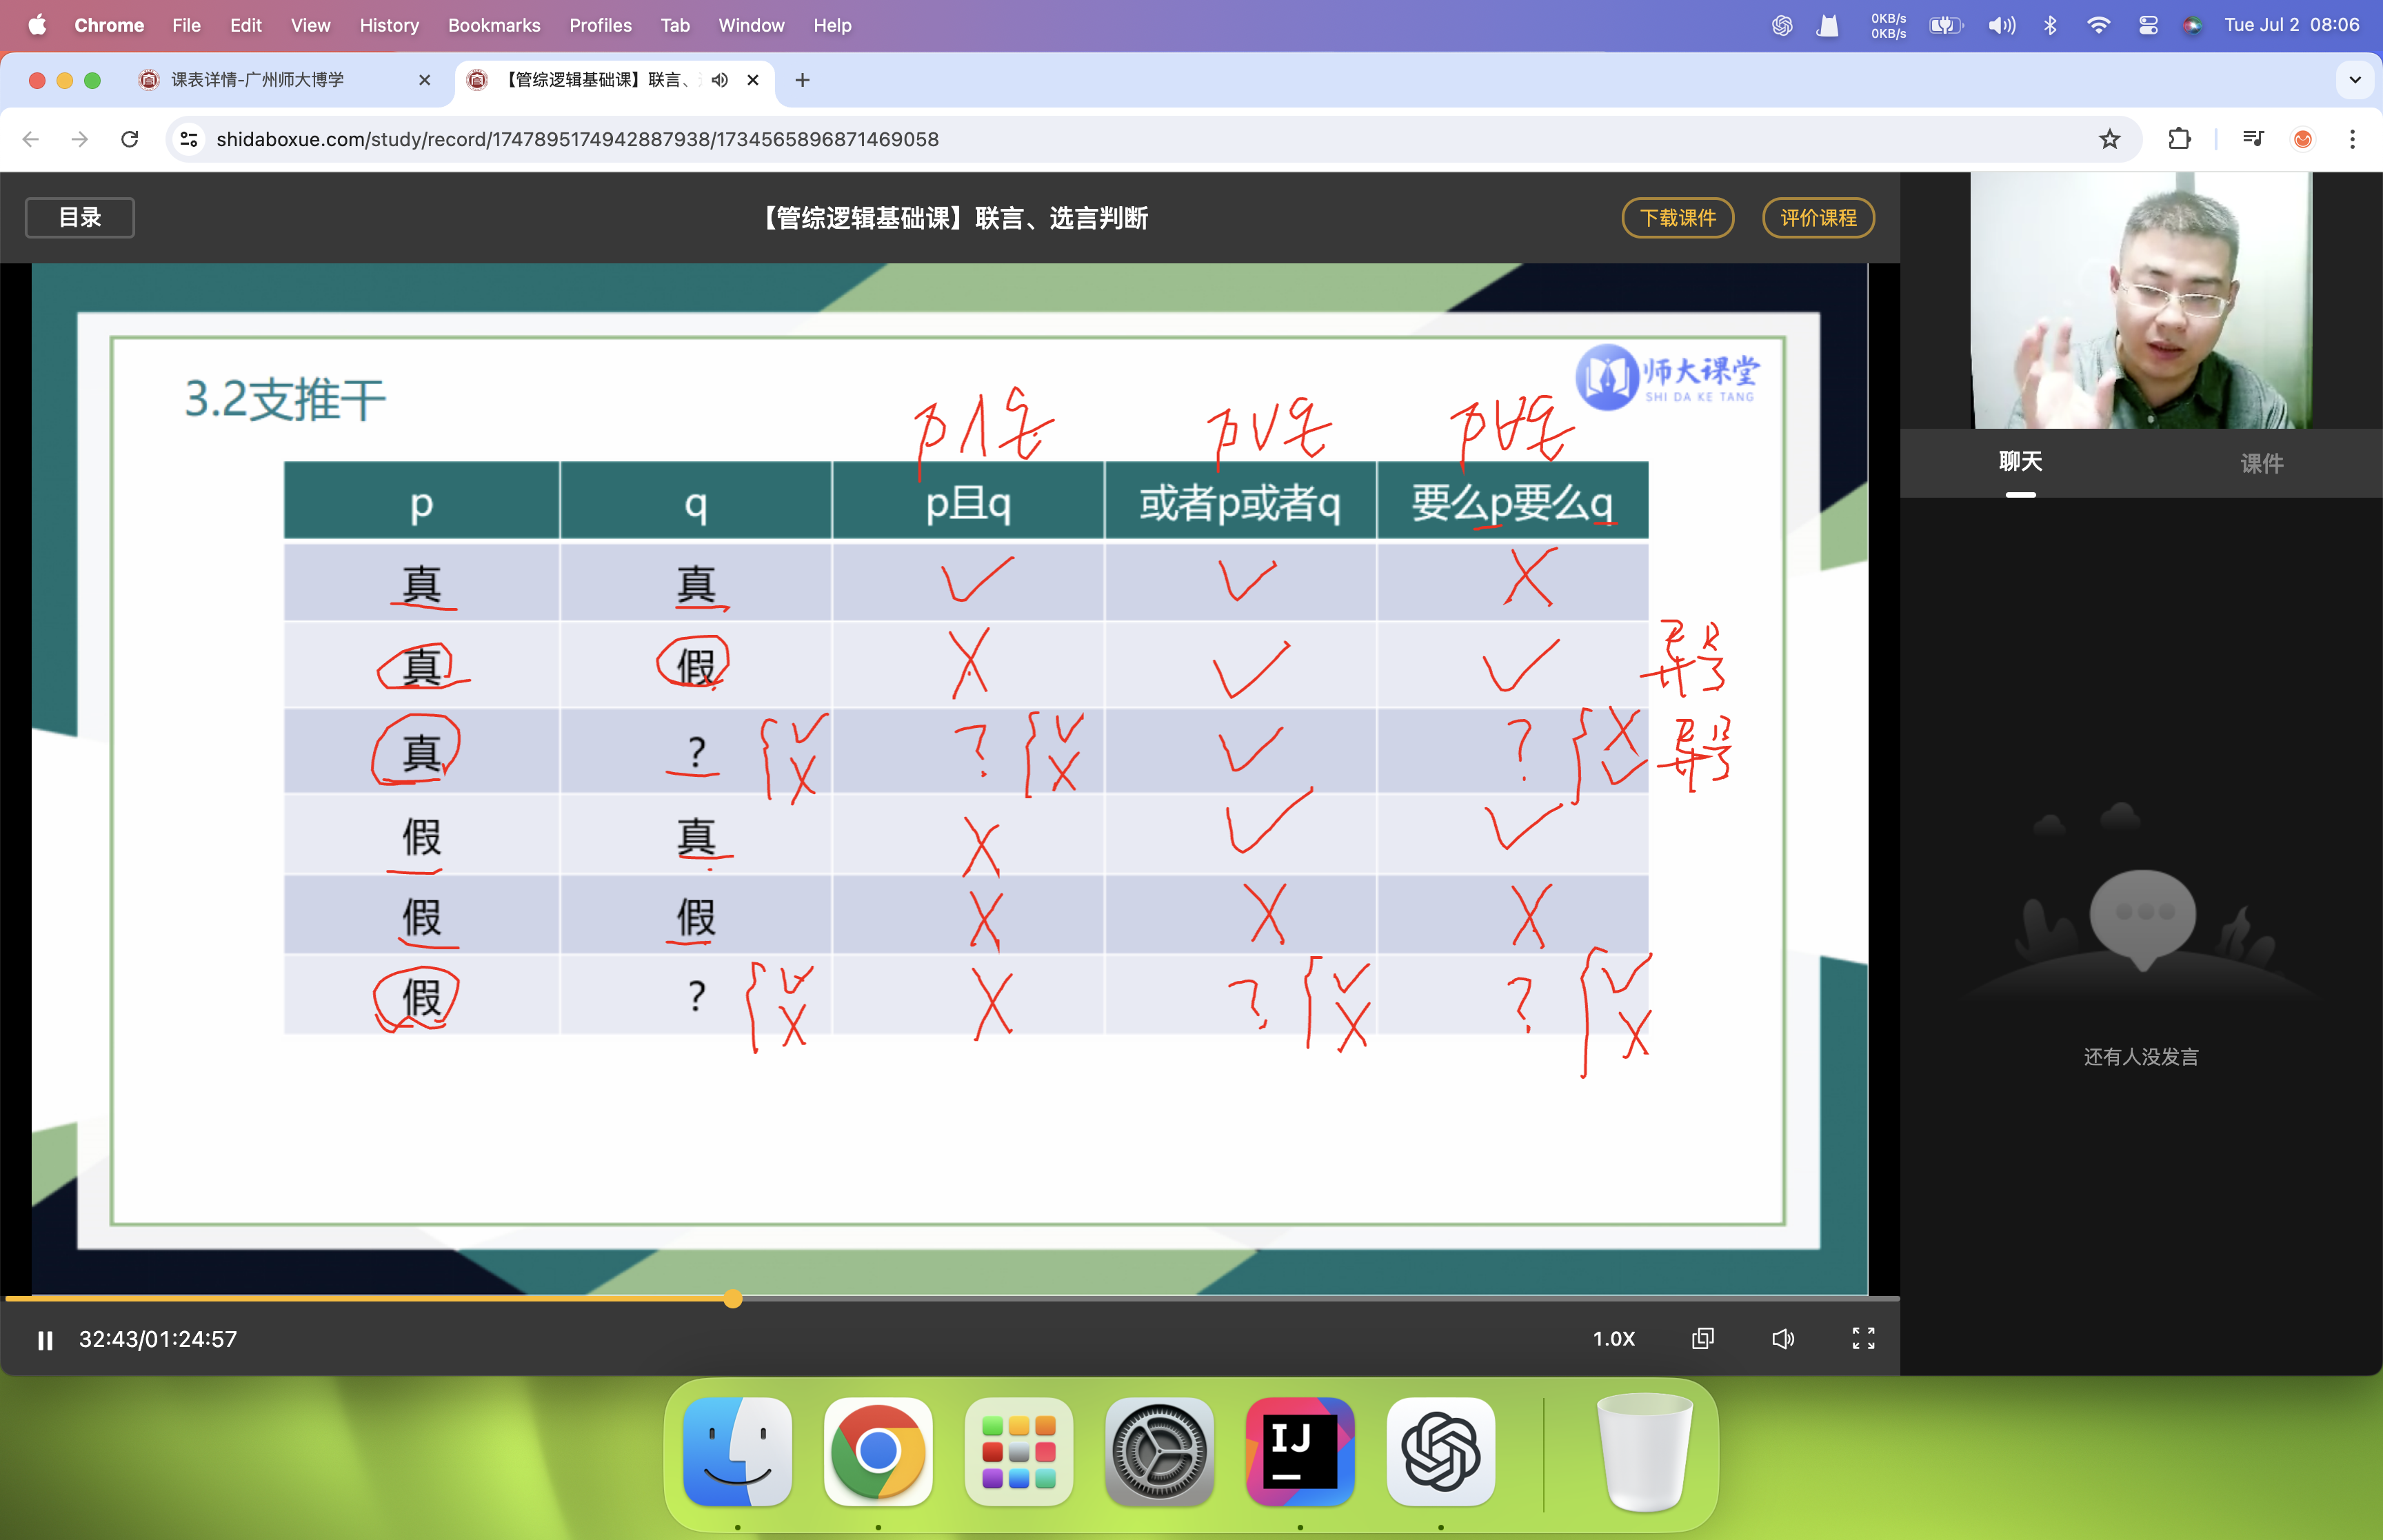 Chrome File Edit View History Bookmarks Profiles Tab Window Help 0KB/s 0KB/s Tue Jul 2 08:06
课表详情-广州师大博学 【管综逻辑基础课】联言、
shidaboxue.com/study/record/1747895174942887938/1734565896871469058
目录 【管综逻辑基础课】联言、选言判断 下载课件 评价课程
师大课堂
SHI DA KE TANG
3.2支推干
p∧q p∨q p∀q
p q p且q 或者p或者q 要么p要么q
真 真 ✓ ✓ X
真 假 X ✓ ✓
真 ? { ✓ X ? { ✓ X ✓ ? { X ✓
假 真 X ✓ ✓
假 假 X X X
假 ? { ✓ X X ? { ✓ X ? { ✓ X
聊天 课件
还有人没发言
32:43/01:24:57 1.0X
IJ